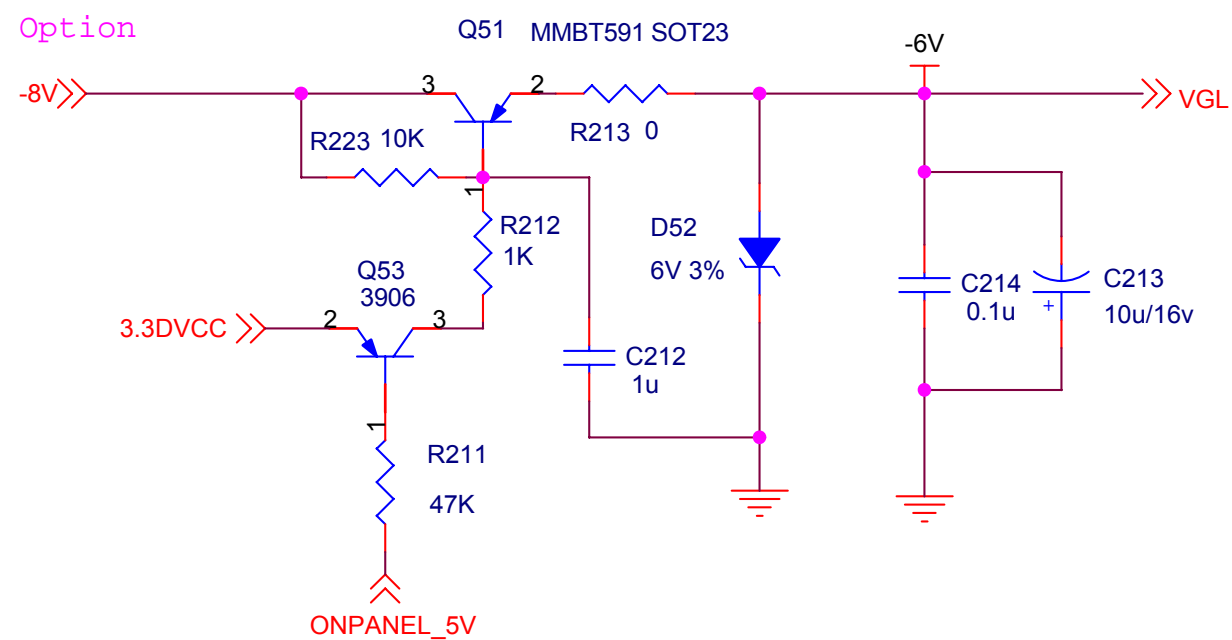 Option
Q51 MMBT591 SOT23
-6V
-8V
3
2
VGL
R223 10K
R213 0
1
R212
1K
D52
6V 3%
Q53
3906
C214
0.1u
C213
10u/16v
+
3.3DVCC
2
3
C212
1u
1
R211
47K
ONPANEL_5V